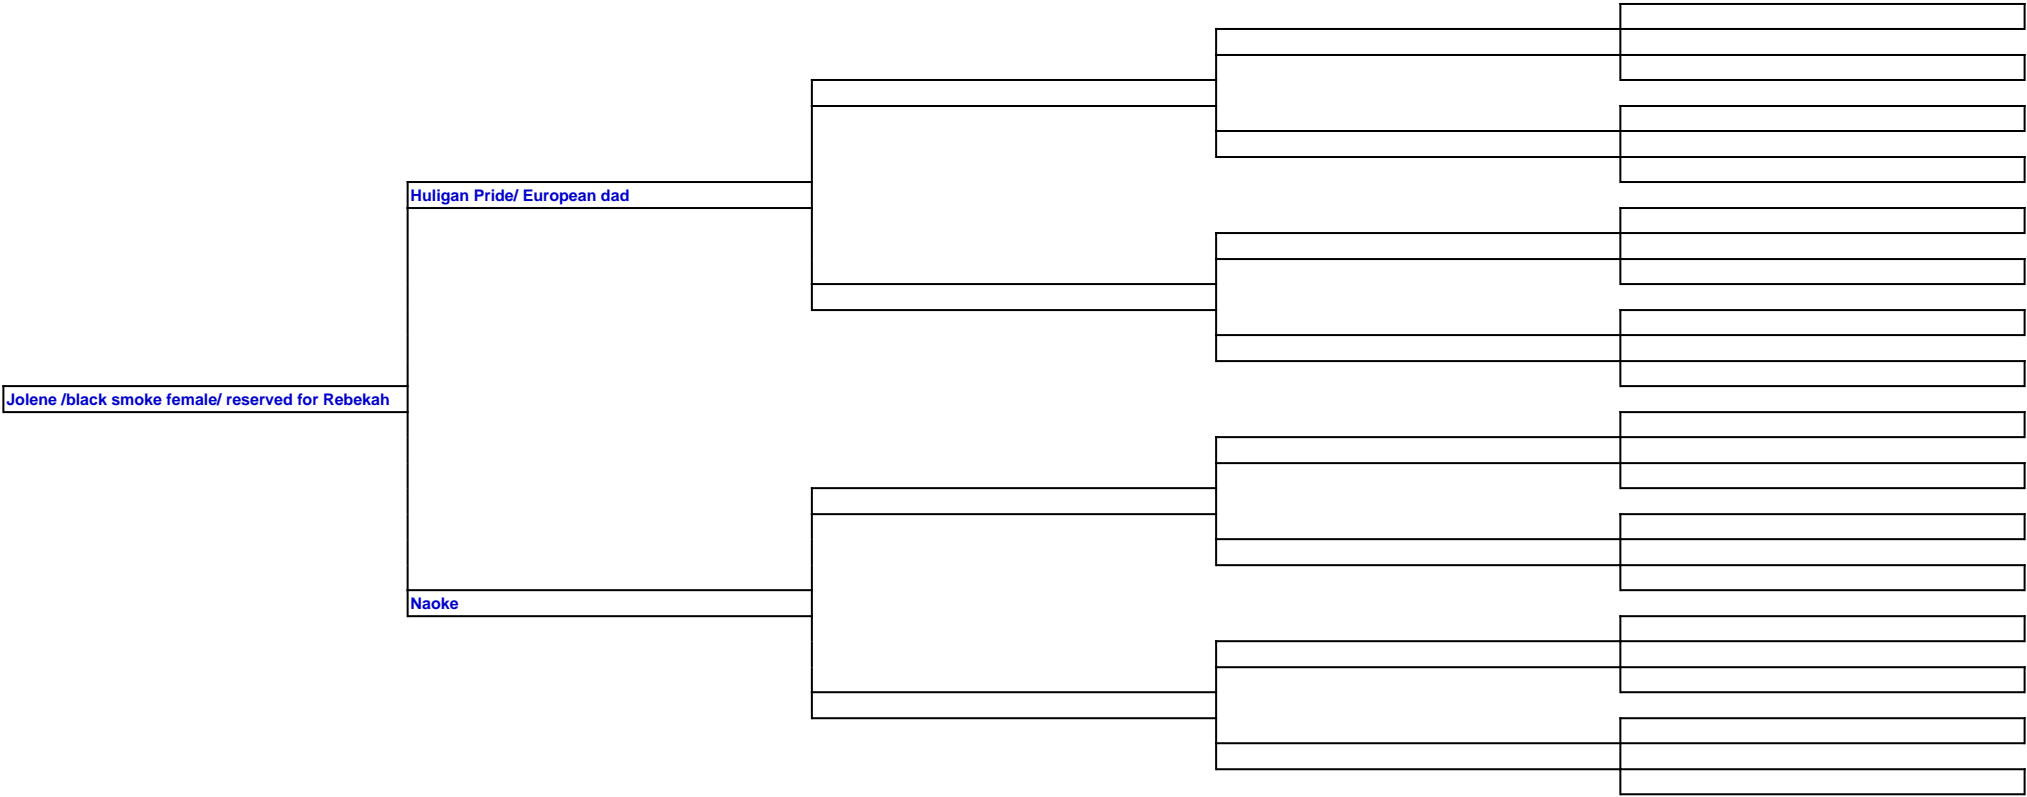 Huligan Pride/ European dad
Jolene /black smoke female/ reserved for Rebekah
Naoke